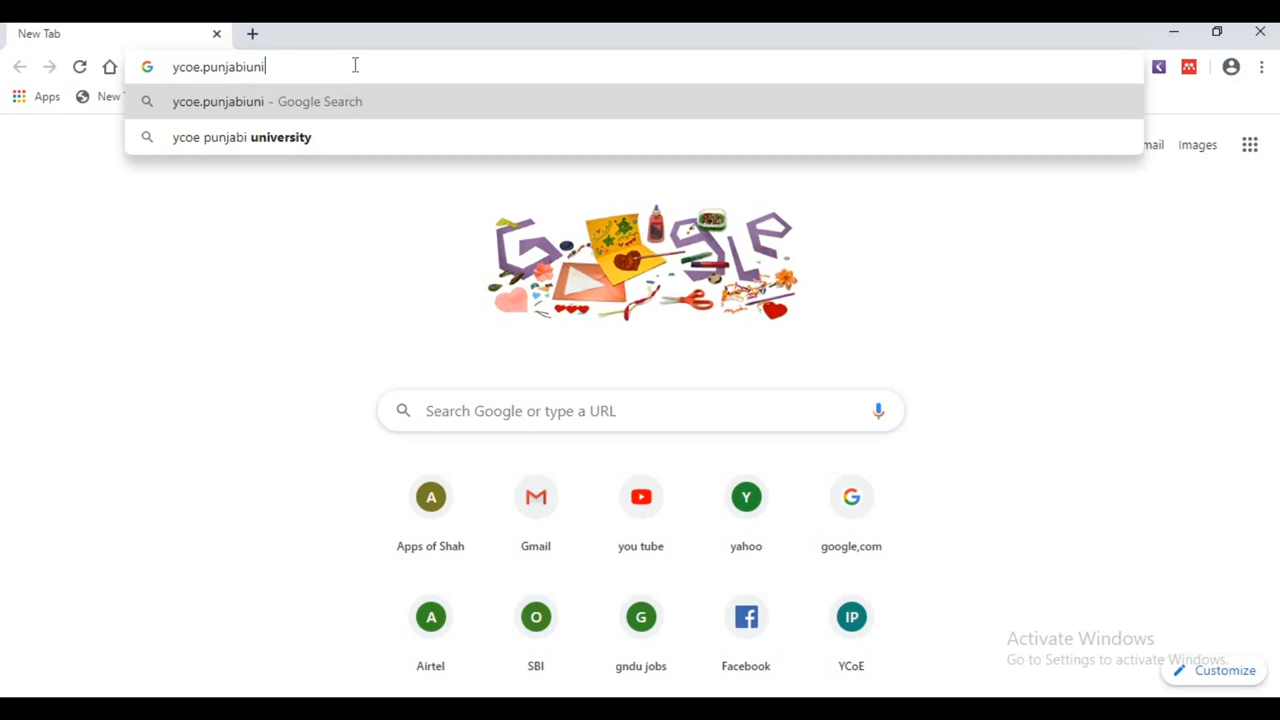 New Tab
ycoe.punjabiuni
Apps
New
ycoe.punjabiuni - Google Search
ycoe punjabi university
mail
Images
Search Google or type a URL
A
M
Y
G
Apps of Shah
Gmail
you tube
yahoo
google,com
A
O
G
f
IP
Airtel
SBI
gndu jobs
Facebook
YCoE
Activate Windows
Go to Settings to activate Windows.
Customize